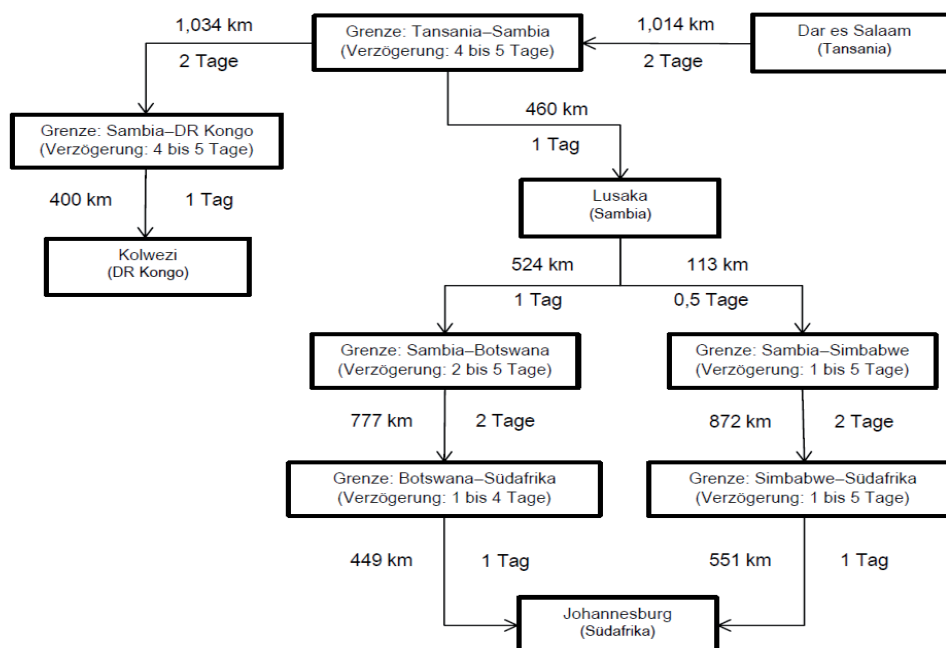 1,034 km
Grenze: Tansania–Sambia
(Verzögerung: 4 bis 5 Tage)
1,014 km
Dar es Salaam
(Tansania)
2 Tage
2 Tage
Grenze: Sambia–DR Kongo
(Verzögerung: 4 bis 5 Tage)
460 km
1 Tag
400 km
1 Tag
Lusaka
(Sambia)
Kolwezi
(DR Kongo)
524 km
113 km
1 Tag
0,5 Tage
Grenze: Sambia–Botswana
(Verzögerung: 2 bis 5 Tage)
Grenze: Sambia–Simbabwe
(Verzögerung: 1 bis 5 Tage)
777 km
2 Tage
872 km
2 Tage
Grenze: Botswana–Südafrika
(Verzögerung: 1 bis 4 Tage)
Grenze: Simbabwe–Südafrika
(Verzögerung: 1 bis 5 Tage)
449 km
1 Tag
551 km
1 Tag
Johannesburg
(Südafrika)